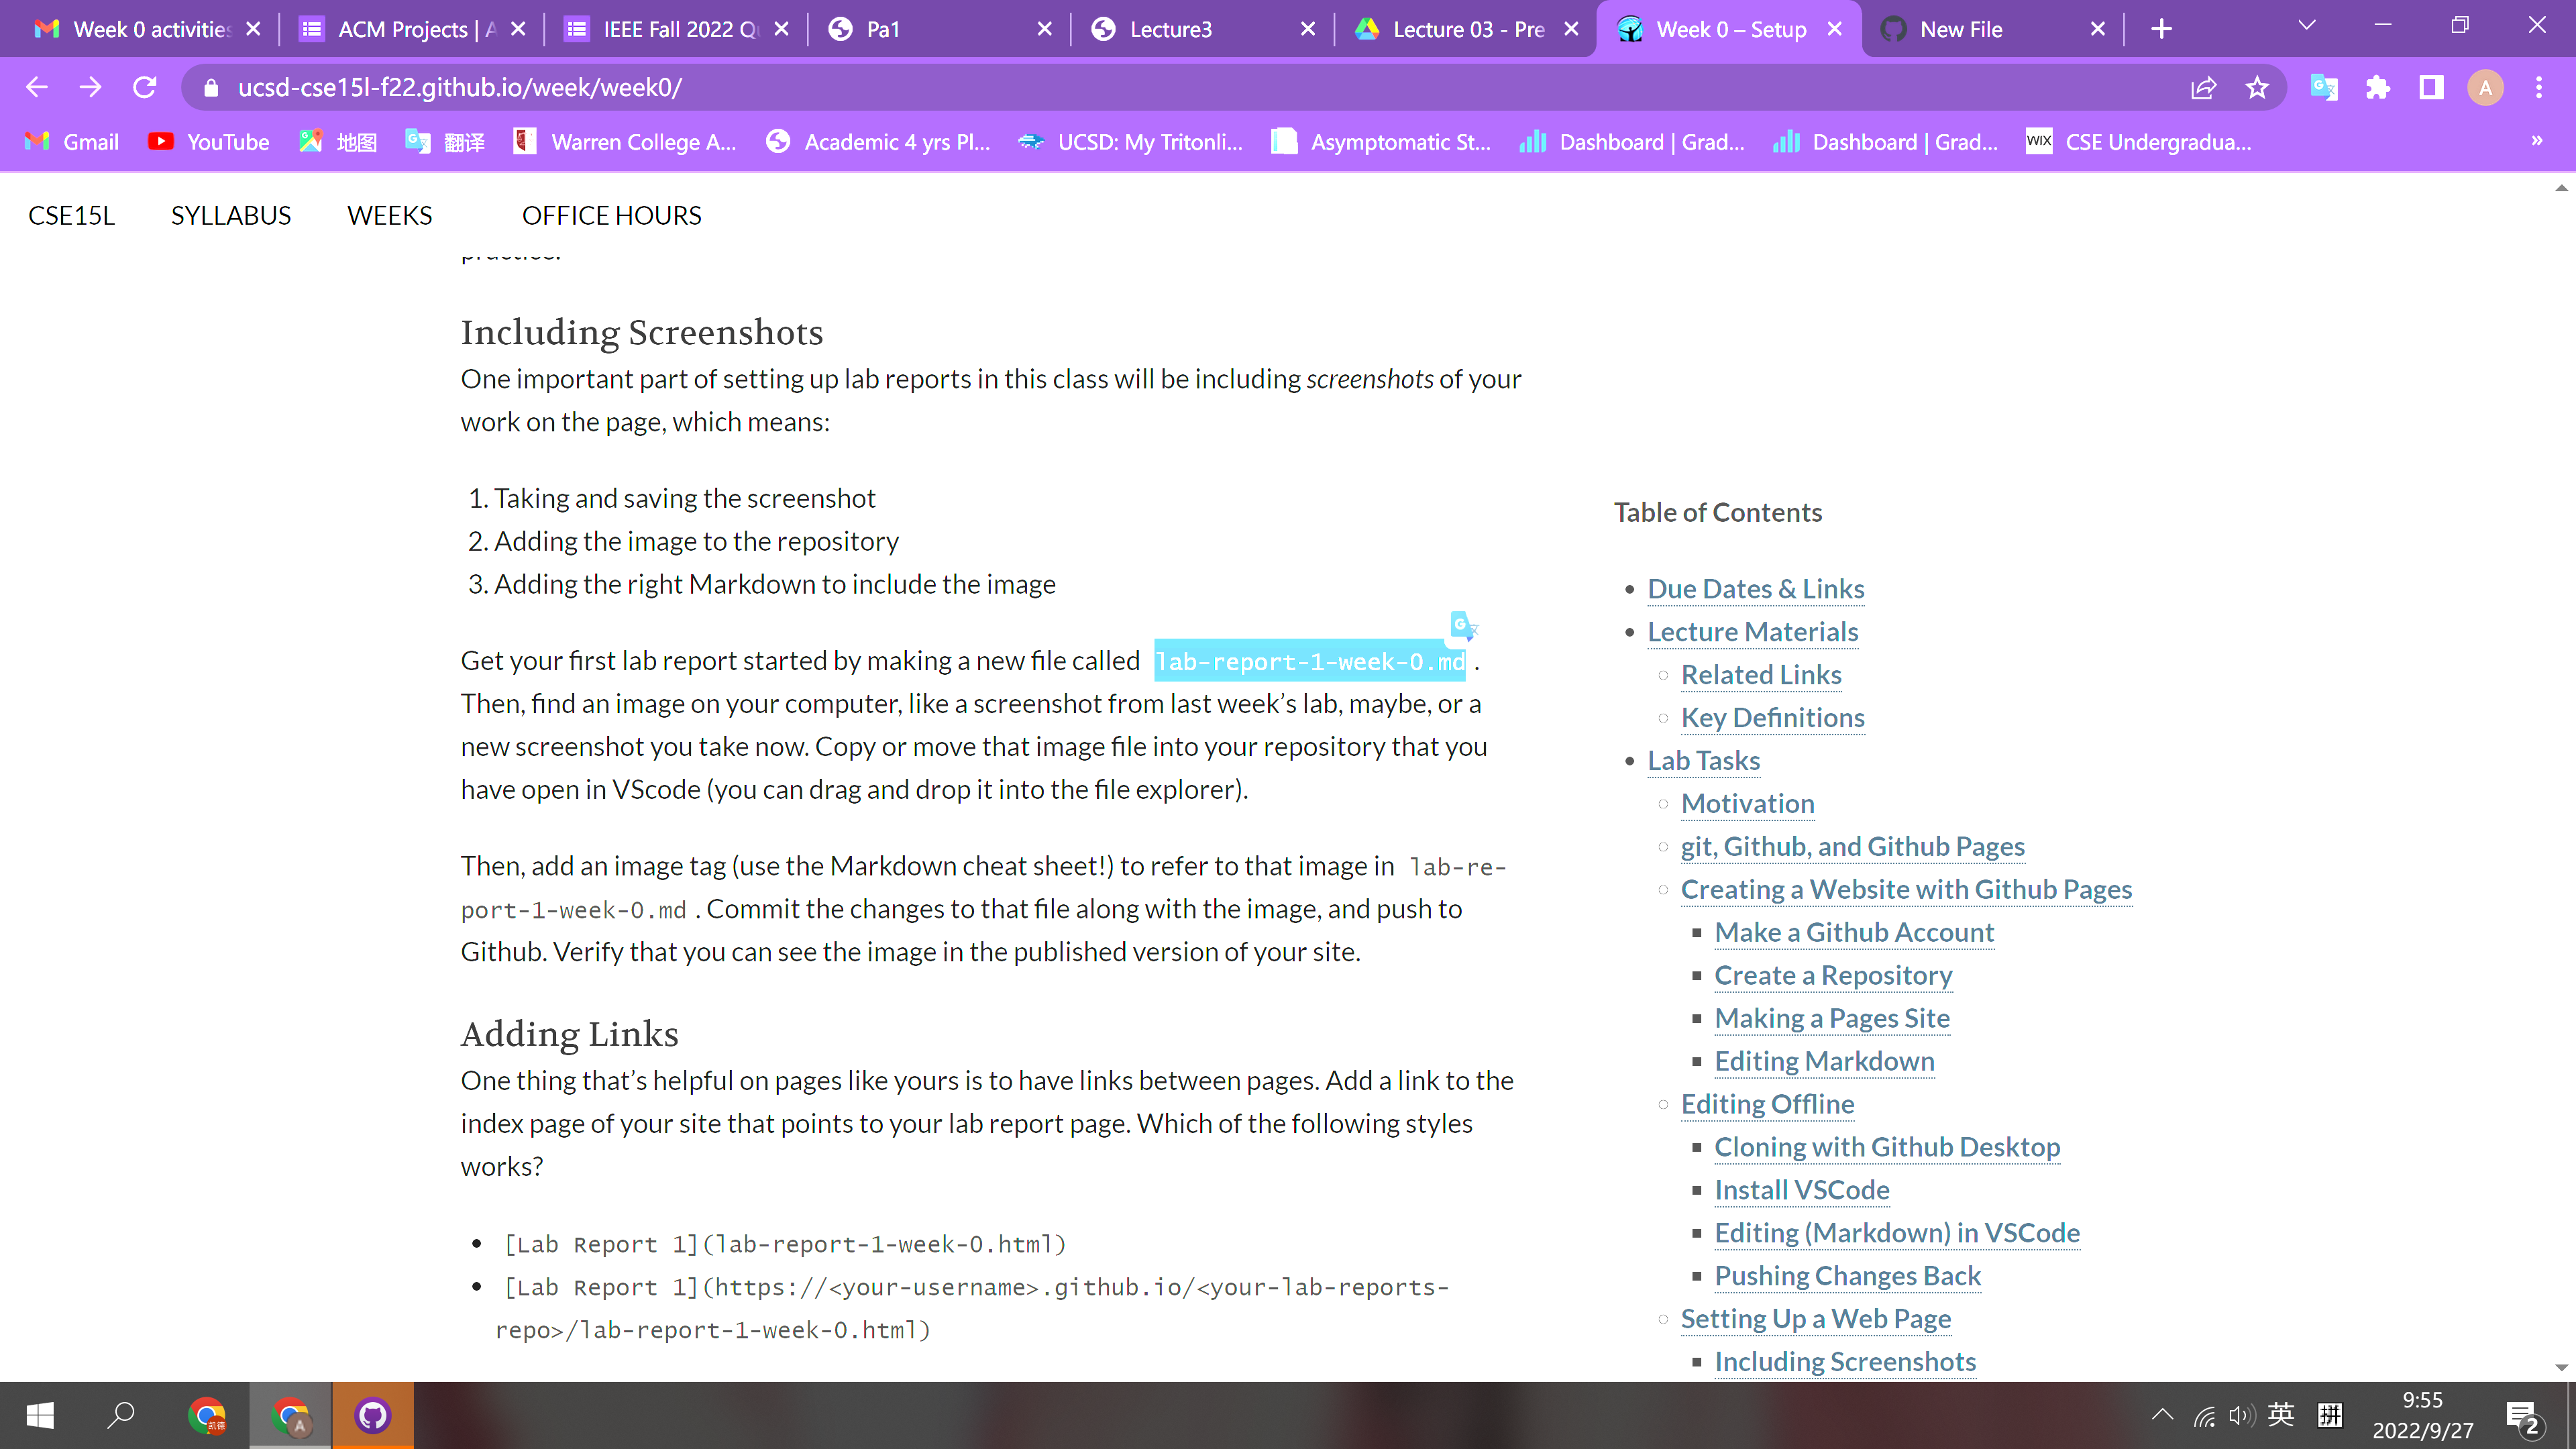 Week 0 activities
ACM Projects | A
IEEE Fall 2022 Qu
Pa1
Lecture3
Lecture 03 - Pre
Week 0 – Setup
New File
ucsd-cse15l-f22.github.io/week/week0/
A
Gmail
YouTube
地图
翻译
Warren College A...
Academic 4 yrs Pl...
UCSD: My Tritonli...
Asymptomatic St...
Dashboard | Grad...
Dashboard | Grad...
WIX
CSE Undergradua...
»
CSE15L
SYLLABUS
WEEKS
OFFICE HOURS
practice.
Including Screenshots
One important part of setting up lab reports in this class will be including screenshots of your
work on the page, which means:
1. Taking and saving the screenshot
2. Adding the image to the repository
3. Adding the right Markdown to include the image
Get your first lab report started by making a new file called lab-report-1-week-0.md .
Then, find an image on your computer, like a screenshot from last week’s lab, maybe, or a
new screenshot you take now. Copy or move that image file into your repository that you
have open in VScode (you can drag and drop it into the file explorer).
Then, add an image tag (use the Markdown cheat sheet!) to refer to that image in lab-re-
port-1-week-0.md . Commit the changes to that file along with the image, and push to
Github. Verify that you can see the image in the published version of your site.
Adding Links
One thing that’s helpful on pages like yours is to have links between pages. Add a link to the
index page of your site that points to your lab report page. Which of the following styles
works?
• [Lab Report 1](lab-report-1-week-0.html)
• [Lab Report 1](https://<your-username>.github.io/<your-lab-reports-
repo>/lab-report-1-week-0.html)
Table of Contents
• Due Dates & Links
• Lecture Materials
Related Links
Key Definitions
• Lab Tasks
Motivation
git, Github, and Github Pages
Creating a Website with Github Pages
Make a Github Account
Create a Repository
Making a Pages Site
Editing Markdown
Editing Offline
Cloning with Github Desktop
Install VSCode
Editing (Markdown) in VSCode
Pushing Changes Back
Setting Up a Web Page
Including Screenshots
凯德
A
英
拼
9:55
2022/9/27
2